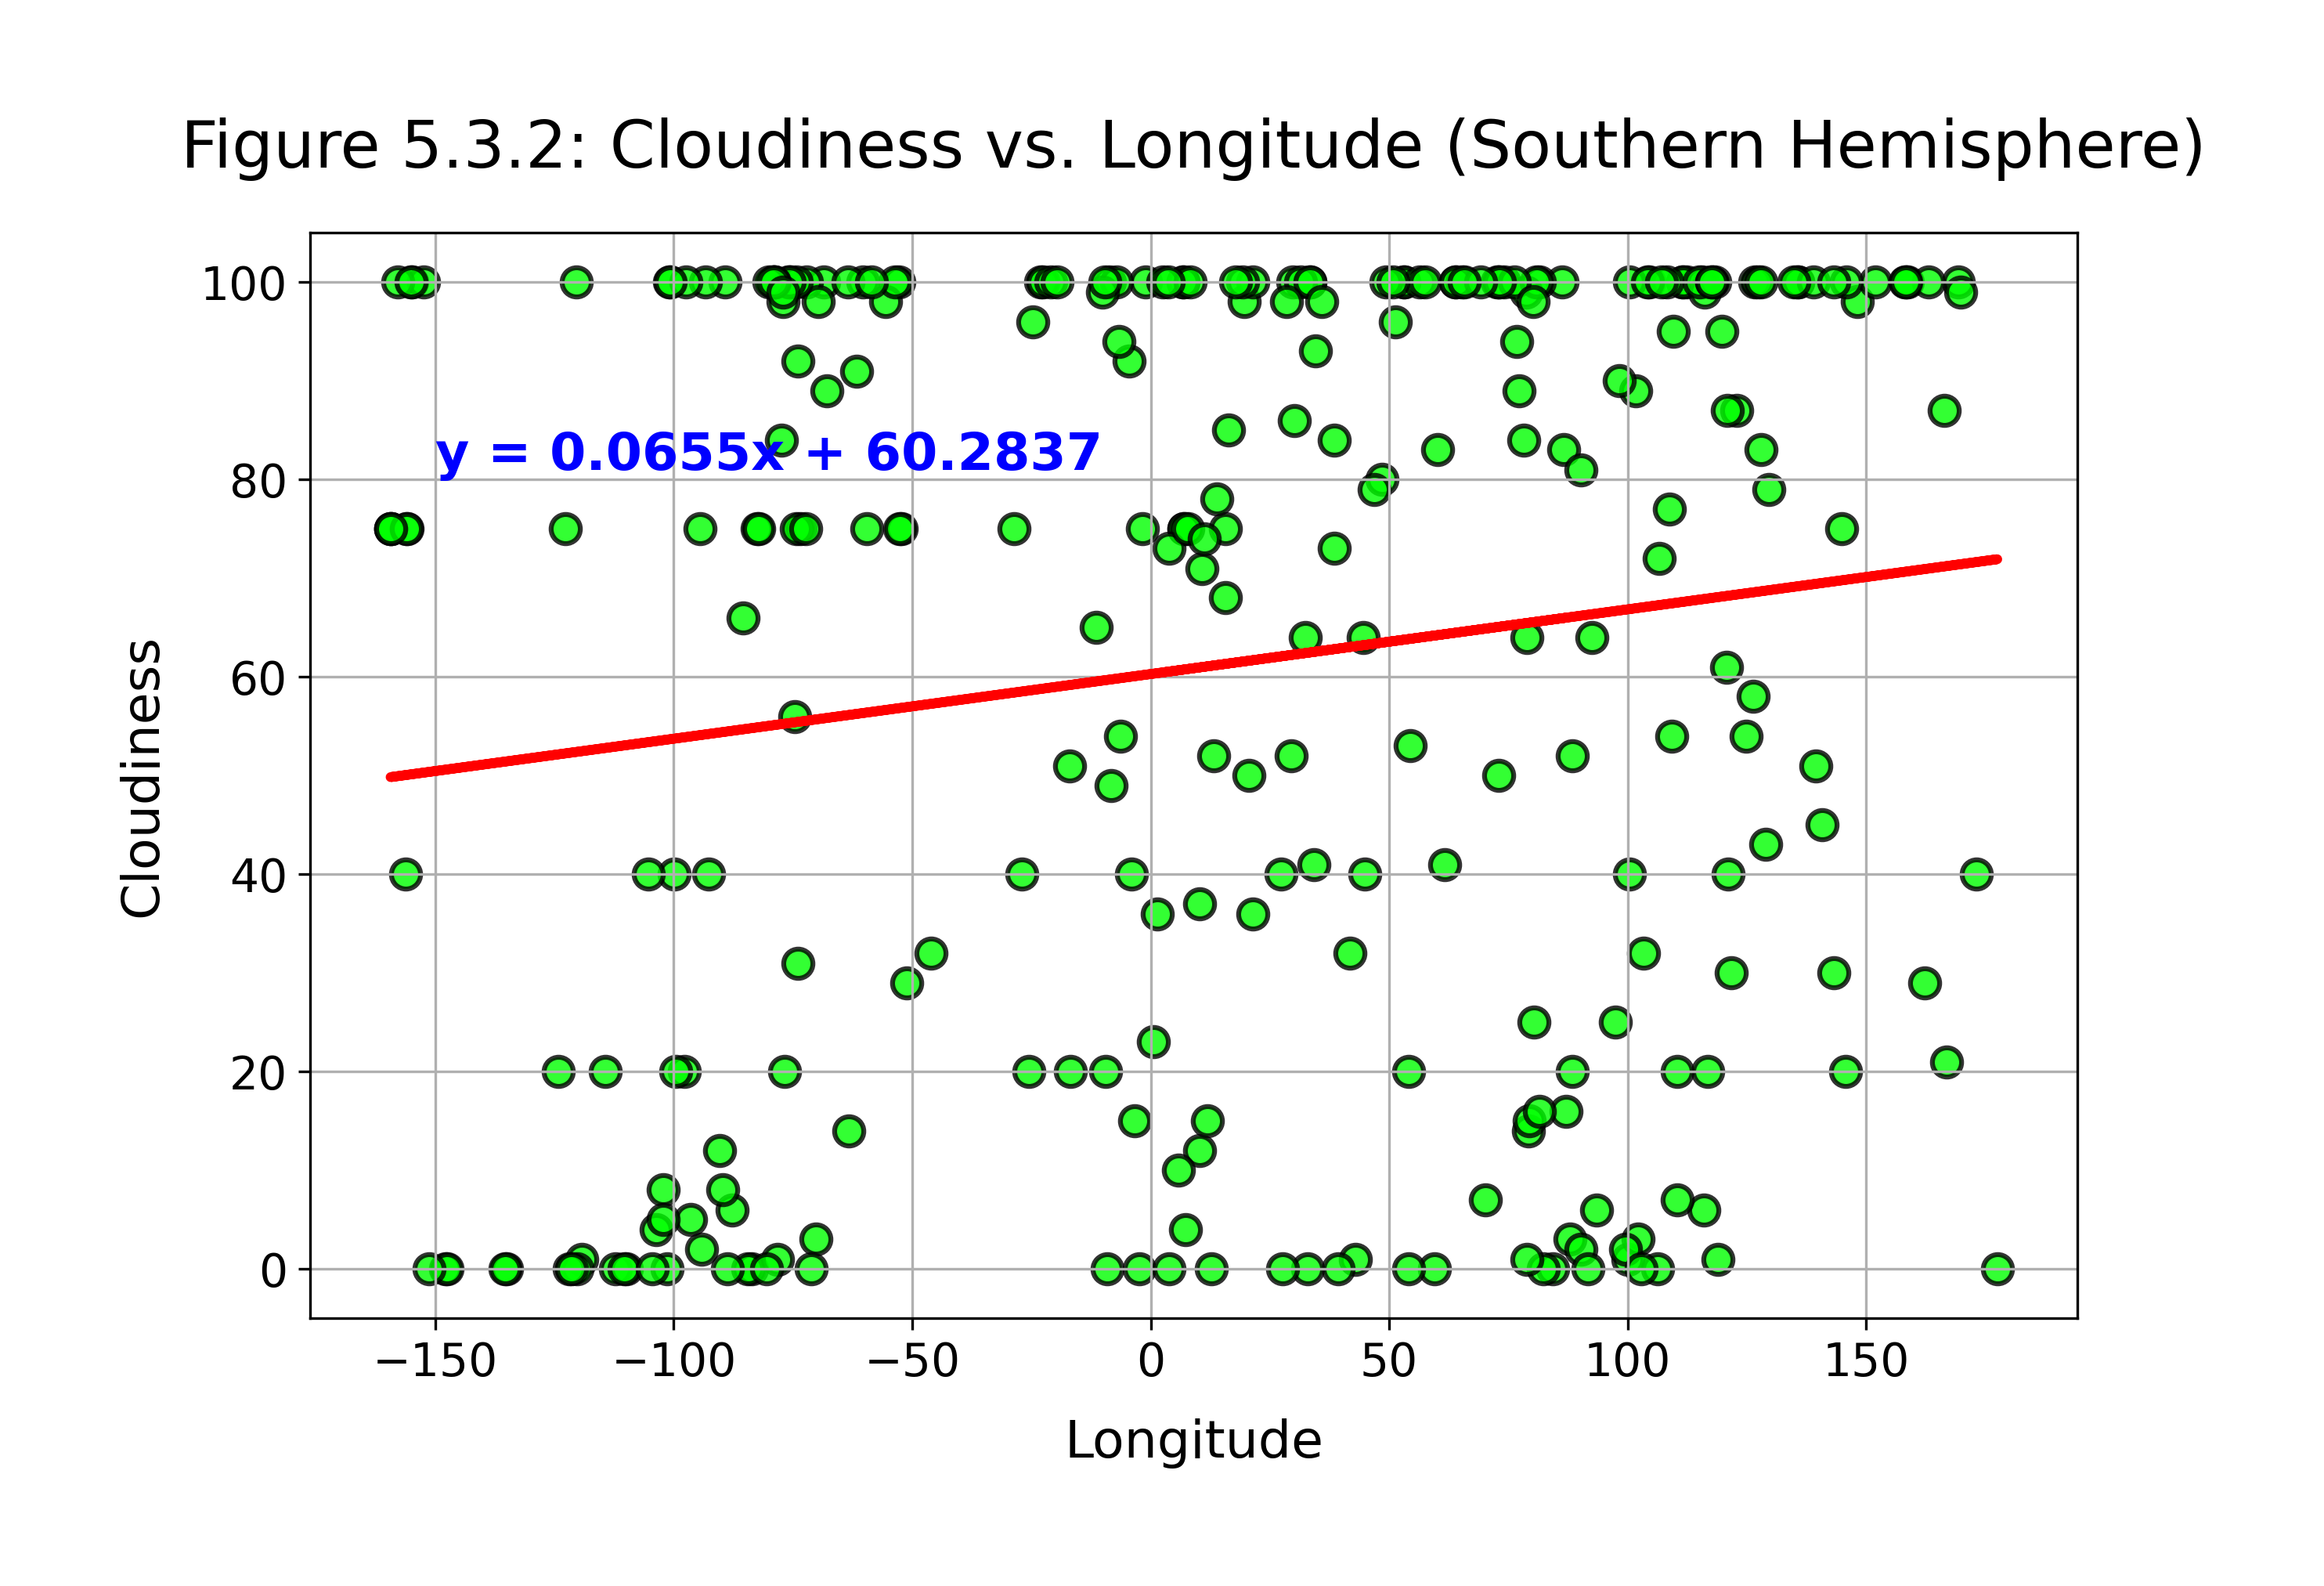 Figure 5.3.2: Cloudiness vs. Longitude (Southern Hemisphere)
100
y = 0.0655x + 60.2837
80
60
Cloudiness
40
20
0
−150 −100 −50 0 50 100 150
Longitude